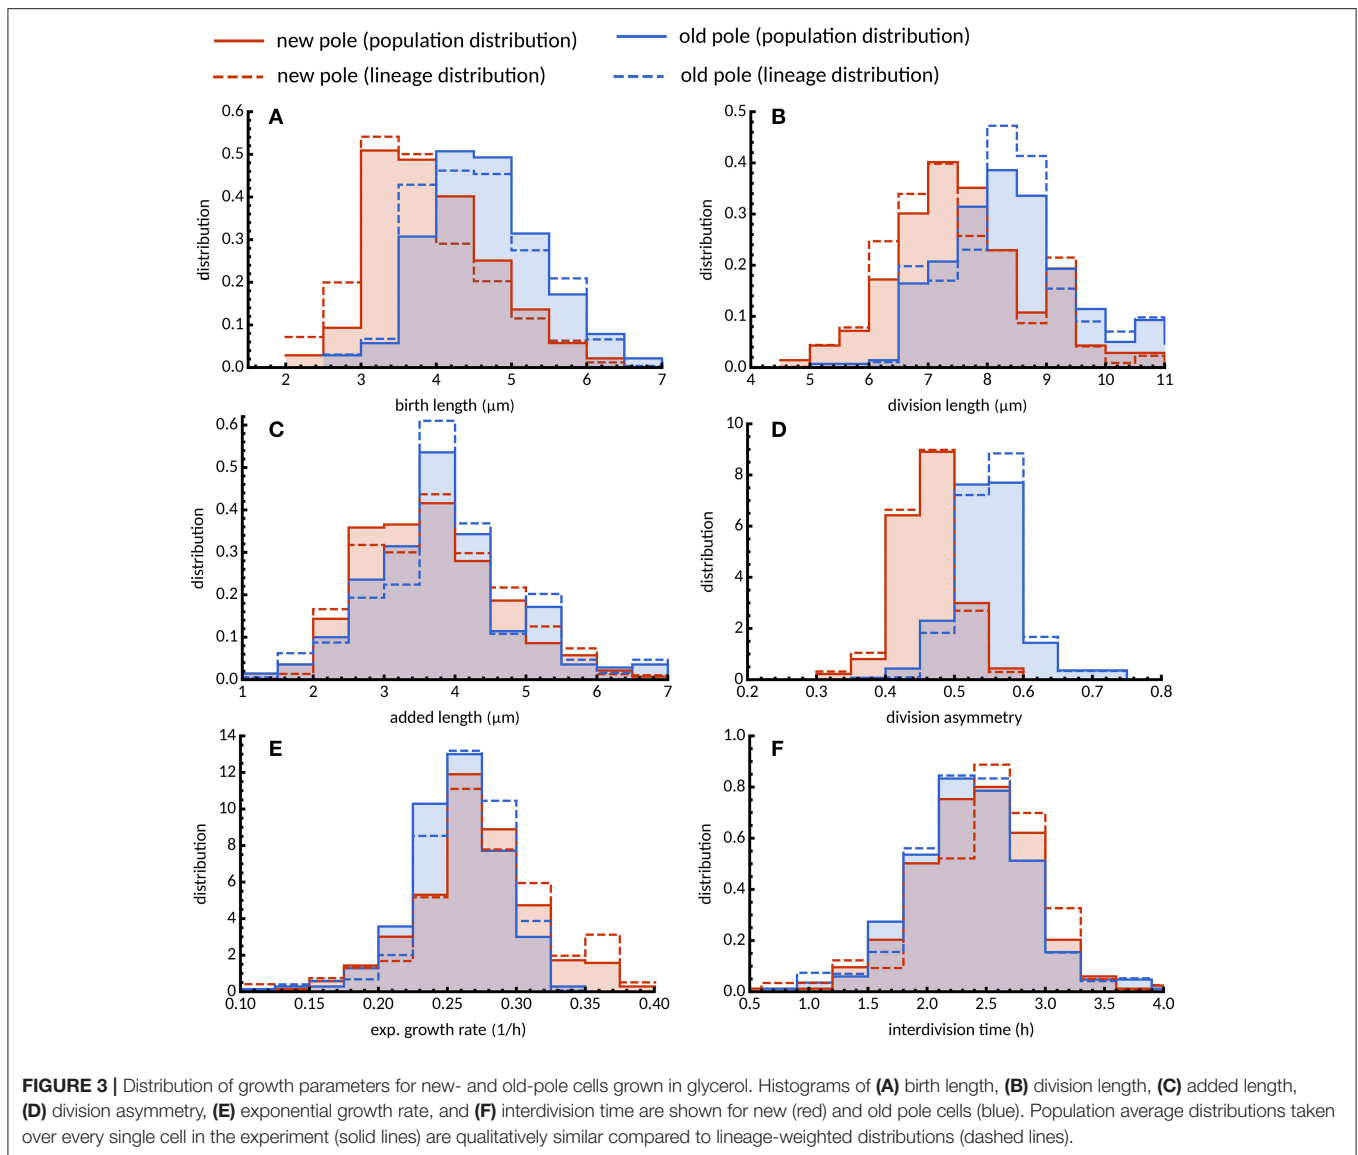 new pole (population distribution)
old pole (population distribution)
new pole (lineage distribution)
old pole (lineage distribution)
A
0.6
0.5
0.4
0.3
0.2
0.1
0.0
distribution
2 3 4 5 6 7
birth length (μm)
B
0.5
0.4
0.3
0.2
0.1
0.0
distribution
4 5 6 7 8 9 10 11
division length (μm)
C
0.6
0.5
0.4
0.3
0.2
0.1
0.0
distribution
1 2 3 4 5 6 7
added length (μm)
D
10
8
6
4
2
0
distribution
0.2 0.3 0.4 0.5 0.6 0.7 0.8
division asymmetry
E
14
12
10
8
6
4
2
0
distribution
0.10 0.15 0.20 0.25 0.30 0.35 0.40
exp. growth rate (1/h)
F
1.0
0.8
0.6
0.4
0.2
0.0
distribution
0.5 1.0 1.5 2.0 2.5 3.0 3.5 4.0
interdivision time (h)
FIGURE 3 | Distribution of growth parameters for new- and old-pole cells grown in glycerol. Histograms of (A) birth length, (B) division length, (C) added length,
(D) division asymmetry, (E) exponential growth rate, and (F) interdivision time are shown for new (red) and old pole cells (blue). Population average distributions taken
over every single cell in the experiment (solid lines) are qualitatively similar compared to lineage-weighted distributions (dashed lines).